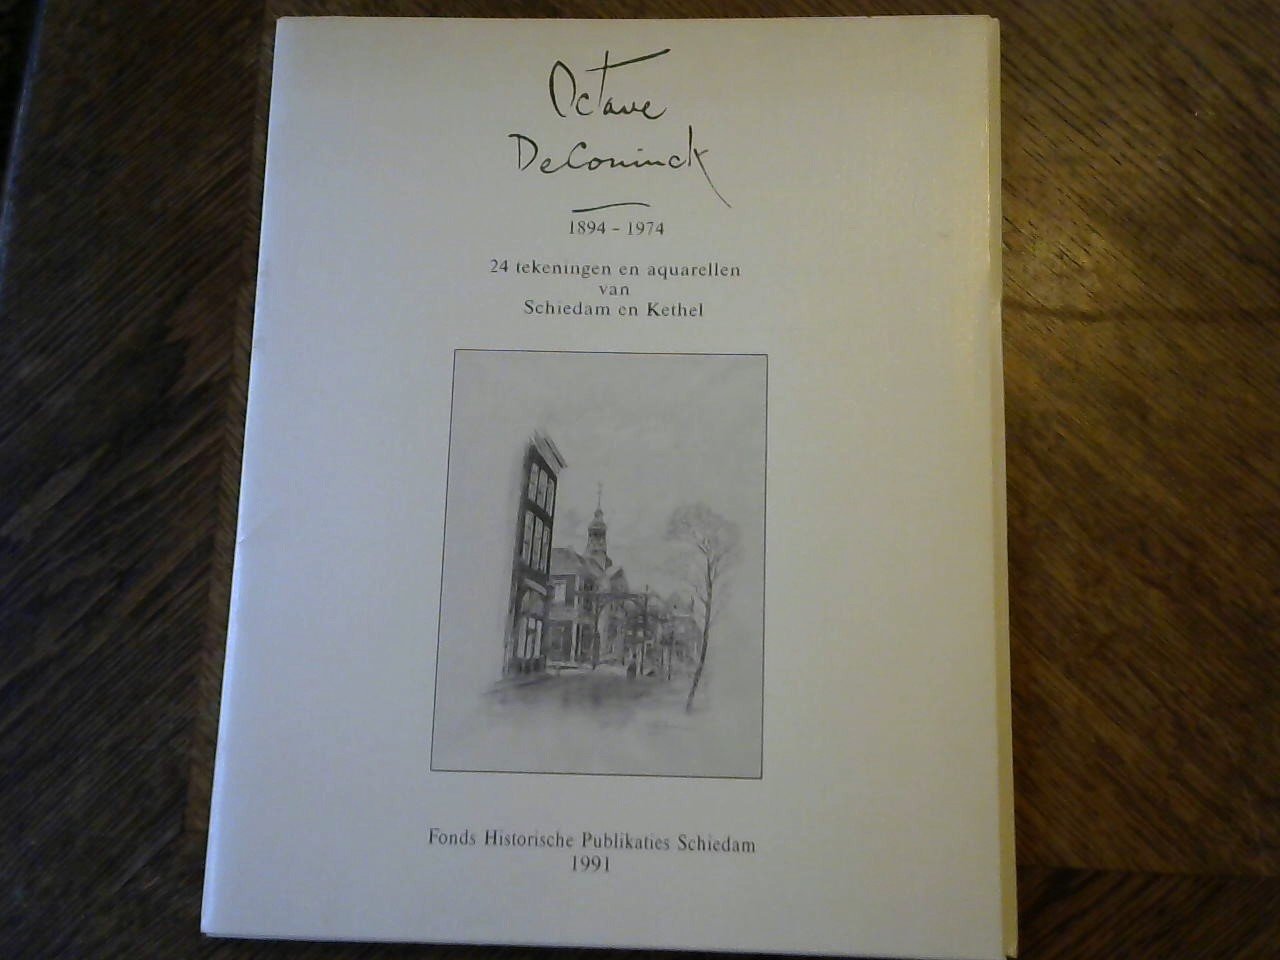 Octave
DeConinck
1894 - 1974
24 tekeningen en aquarellen
van
Schiedam en Kethel
Fonds Historische Publikaties Schiedam
1991